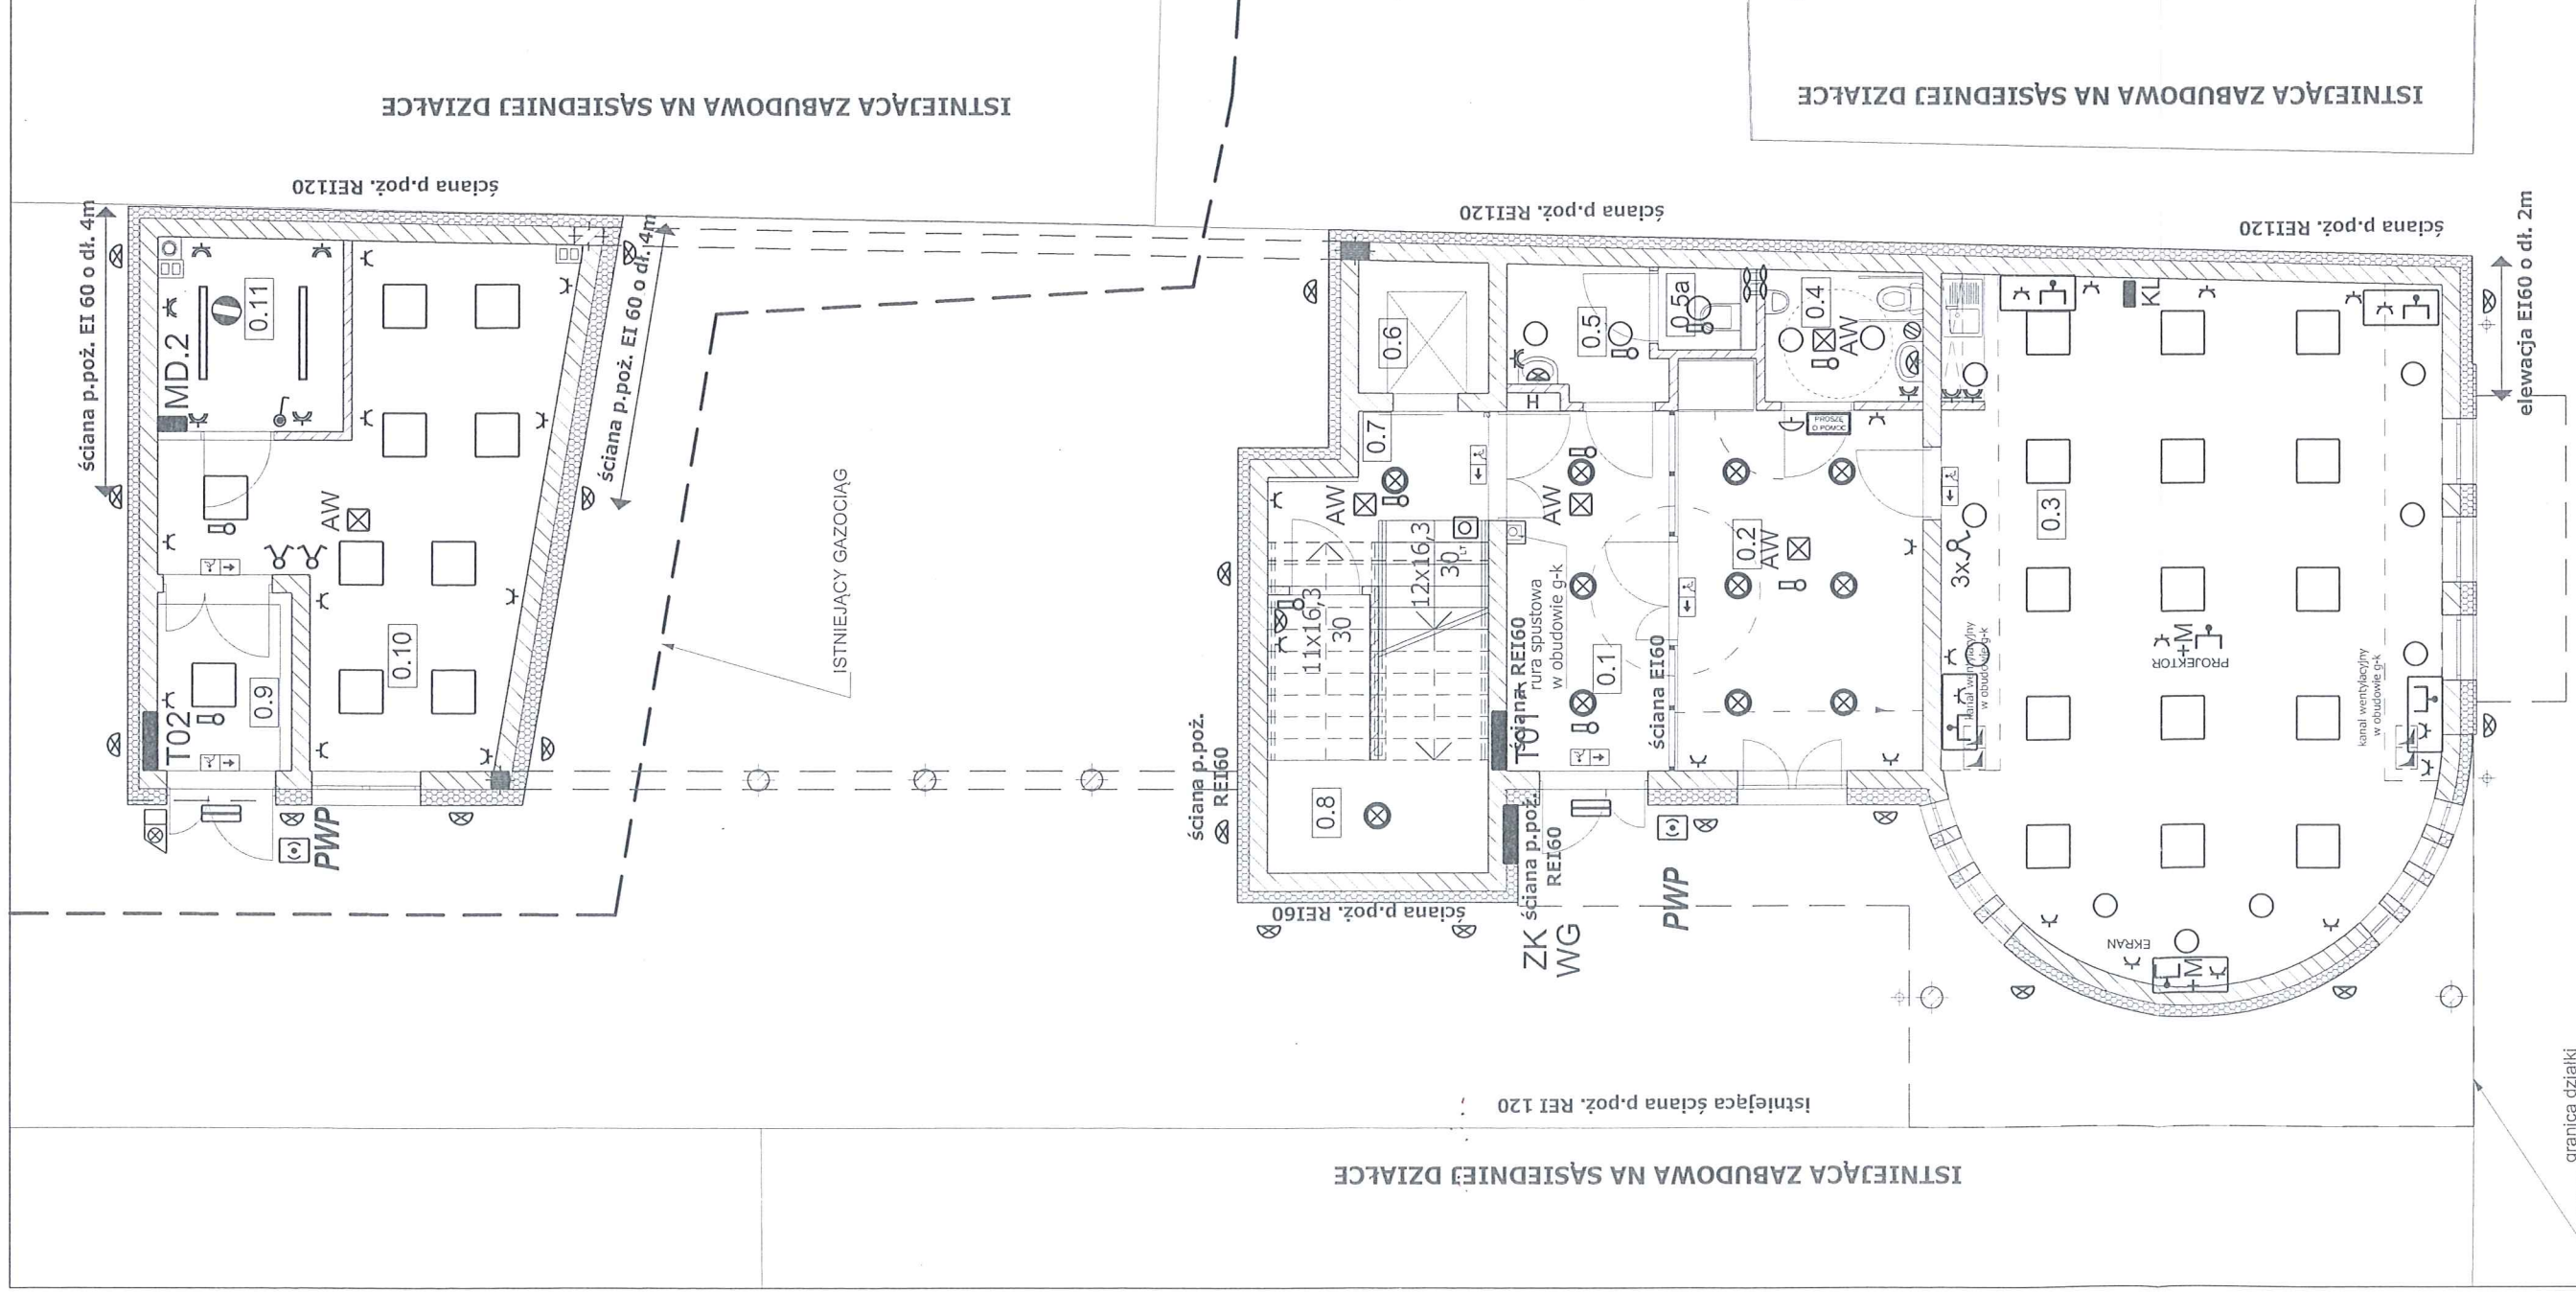 ISTNIEJĄCA ZABUDOWA NA SĄSIEDNIEJ DZIAŁCE
ISTNIEJĄCA ZABUDOWA NA SĄSIEDNIEJ DZIAŁCE
ściana p.poż. REI120
ściana p.poż. EI 60 o dł. 4m
ściana p.poż. EI 60 o dł. 4m
MD.2
0.11
AW
0.10
0.9
T02
PWP
ISTNIEJĄCY GAZOCIĄG
ściana p.poż. REI120
ściana p.poż. REI120
elewacja EI60 o dł. 2m
0.6
0.5
0.5a
0.4
AW
H
PROSZĘ
O POMOC
KL
0.7
AW
AW
0.2
AW
0.3
3x
11x16,3
30
12x16,3
30
LT
rura spustowa
w obudowie g-k
ściana REI60
T01
0.1
ściana EI60
kanał wentylacyjny
w obudowie g-k
+M
PROJEKTOR
kanał wentylacyjny
w obudowie g-k
0.8
ściana p.poż.
REI60
ściana p.poż. REI60
ściana p.poż.
REI60
ZK
WG
PWP
EKRAN
+M
istniejąca ściana p.poż. REI 120
ISTNIEJĄCA ZABUDOWA NA SĄSIEDNIEJ DZIAŁCE
granica działki